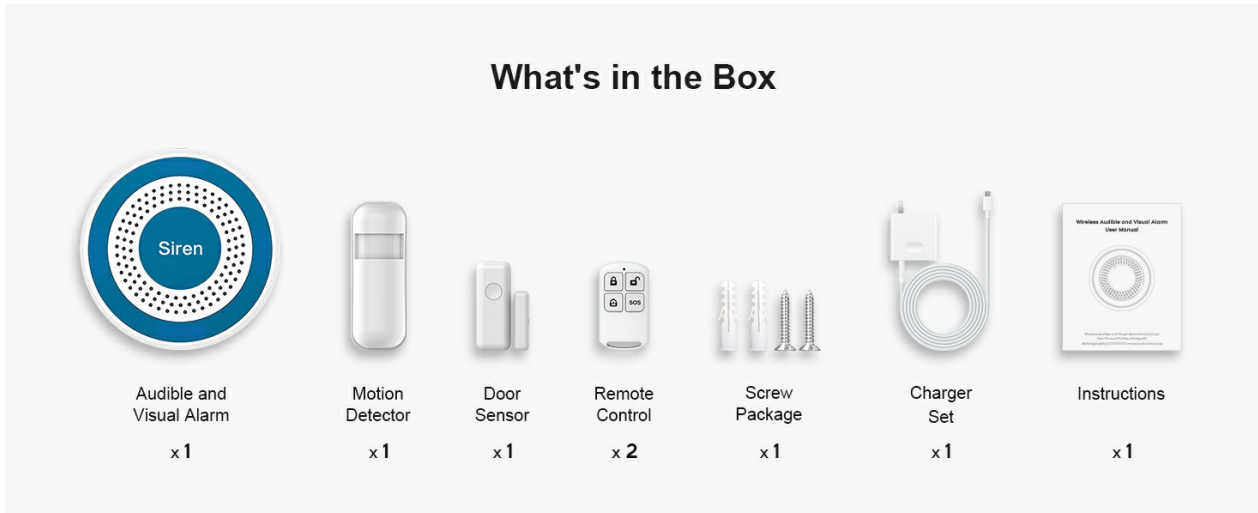 What's in the Box
Siren
SOS
Wireless Audible and Visual Alarm
User Manual
Audible and
Visual Alarm
x 1
Motion
Detector
x 1
Door
Sensor
x 1
Remote
Control
x 2
Screw
Package
x 1
Charger
Set
x 1
Instructions
x 1